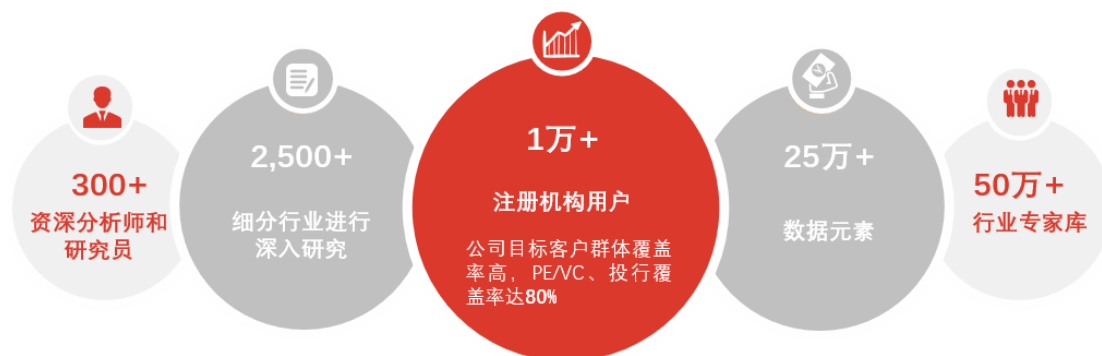 300+
资深分析师和
研究员
2,500+
细分行业进行
深入研究
1万+
注册机构用户
公司目标客户群体覆盖
率高，PE/VC、投行覆
盖率达80%
25万+
数据元素
50万+
行业专家库